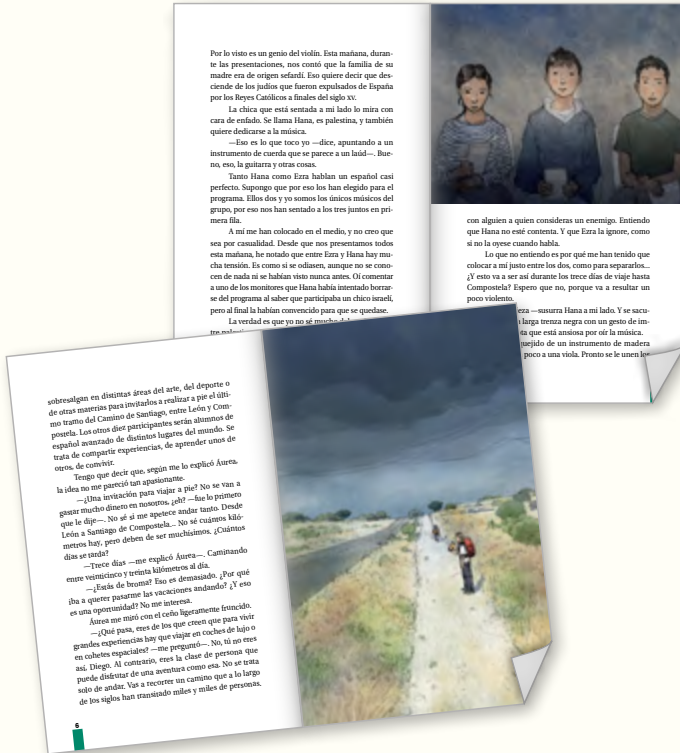 Por lo visto es un genio del violín. Esta mañana, duran-
te las presentaciones, nos contó que la familia de su
madre era de origen sefardí. Eso quiere decir que des-
ciende de los judíos que fueron expulsados de España
por los Reyes Católicos a finales del siglo XV.
La chica que está sentada a mi lado lo mira con
cara de enfado. Se llama Hana, es palestina, y también
quiere dedicarse a la música.
—Eso es lo que toco yo —dice, apuntando a un
instrumento de cuerda que se parece a un laúd—. Bue-
no, eso, la guitarra y otras cosas.
Tanto Hana como Ezra hablan un español casi
perfecto. Supongo que por eso los han elegido para el
programa. Ellos dos y yo somos los únicos músicos del
grupo, por eso nos han sentado a los tres juntos en pri-
mera fila.
A mí me han colocado en el medio, y no creo que
sea por casualidad. Desde que nos presentamos todos
esta mañana, he notado que entre Ezra y Hana hay mu-
cha tensión. Es como si se odiasen, aunque no se cono-
cen de nada ni se habían visto nunca antes. Oí comentar
a uno de los monitores que Hana había intentado borrar-
se del programa al saber que participaba un chico israelí,
pero al final la habían convencido para que se quedase.
La verdad es que yo no sé mucho
con alguien a quien consideras un enemigo. Entiendo
que Hana no esté contenta. Y que Ezra la ignore, como
si no la oyese cuando habla.
Lo que no entiendo es por qué me han tenido que
colocar a mí justo entre los dos, como para separarlos...
¿Y esto va a ser así durante los trece días de viaje hasta
Compostela? Espero que no, porque va a resultar un
poco violento.
eza —susurra Hana a mi lado. Y se sacu-
larga trenza negra con un gesto de im-
ta que está ansiosa por oír la música.
uejido de un instrumento de madera
poco a una viola. Pronto se le unen los
sobresalgan en distintas áreas del arte, del deporte o
de otras materias para invitarlos a realizar a pie el últi-
mo tramo del Camino de Santiago, entre León y Com-
postela. Los otros diez participantes serán alumnos de
español avanzado de distintos lugares del mundo. Se
trata de compartir experiencias, de aprender unos de
otros, de convivir.
Tengo que decir que, según me lo explicó Áurea,
la idea no me pareció tan apasionante.
—¿Una invitación para viajar a pie? No se van a
gastar mucho dinero en nosotros, ¿eh? —fue lo primero
que le dije—. No sé si me apetece andar tanto. Desde
León a Santiago de Compostela... No sé cuántos kiló-
metros hay, pero deben de ser muchísimos. ¿Cuántos
días se tarda?
—Trece días —me explicó Áurea—. Caminando
entre veinticinco y treinta kilómetros al día.
—¿Estás de broma? Eso es demasiado. ¿Por qué
iba a querer pasarme las vacaciones andando? ¿Y eso
es una oportunidad? No me interesa.
Áurea me miró con el ceño ligeramente fruncido.
—¿Qué pasa, eres de los que creen que para vivir
grandes experiencias hay que viajar en coches de lujo o
en cohetes espaciales? —me preguntó—. No, tú no eres
así, Diego. Al contrario, eres la clase de persona que
puede disfrutar de una aventura como esa. No se trata
solo de andar. Vas a recorrer un camino que a lo largo
de los siglos han transitado miles y miles de personas.
6